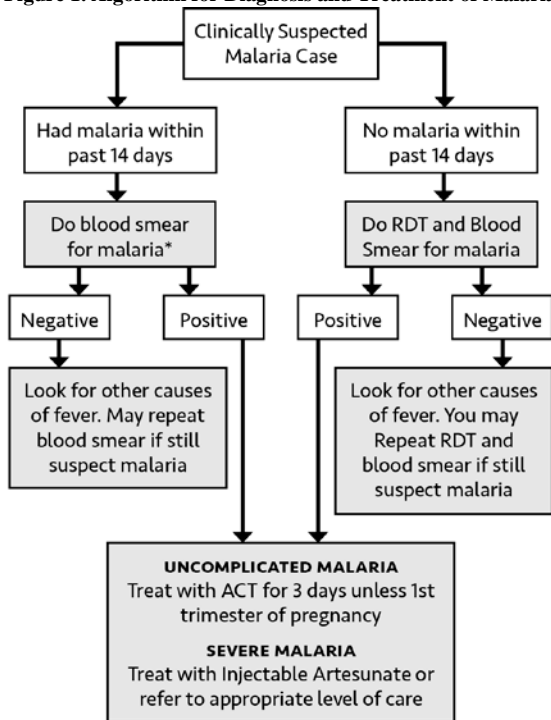 Figure 1. Algorithm for Diagnosis and Treatment of Malaria
Clinically Suspected
Malaria Case
Had malaria within
past 14 days
No malaria within
past 14 days
Do blood smear
for malaria*
Do RDT and Blood
Smear for malaria
Negative
Positive
Positive
Negative
Look for other causes
of fever. May repeat
blood smear if still
suspect malaria
Look for other causes
of fever. You may
Repeat RDT and
blood smear if still
suspect malaria
UNCOMPLICATED MALARIA
Treat with ACT for 3 days unless 1st
trimester of pregnancy
SEVERE MALARIA
Treat with Injectable Artesunate or
refer to appropriate level of care